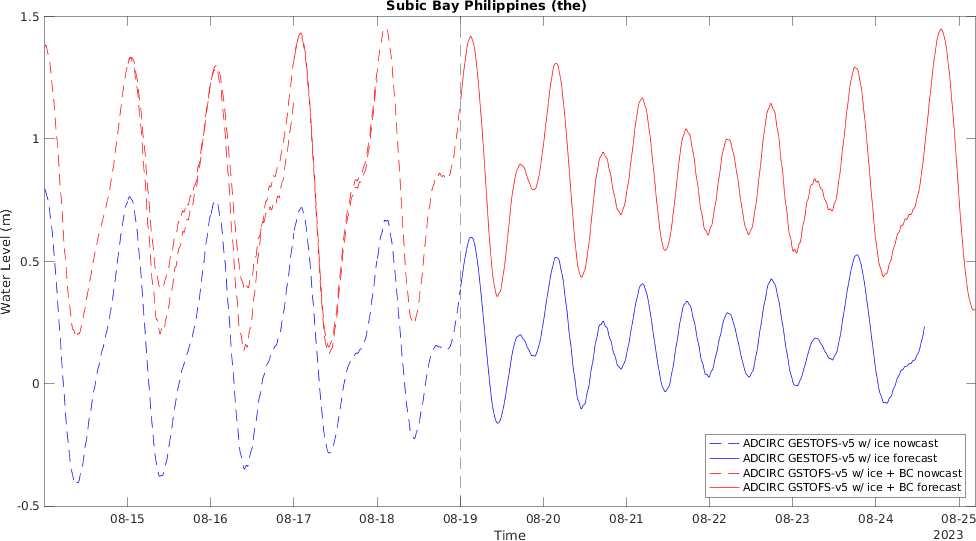 Subic Bay Philippines (the)
1.5
1
0.5
0
-0.5
Water Level (m)
08-15 08-16 08-17 08-18 08-19 08-20 08-21 08-22 08-23 08-24 08-25
2023
Time
ADCIRC GESTOFS-v5 w/ ice nowcast
ADCIRC GESTOFS-v5 w/ ice forecast
ADCIRC GSTOFS-v5 w/ ice + BC nowcast
ADCIRC GSTOFS-v5 w/ ice + BC forecast